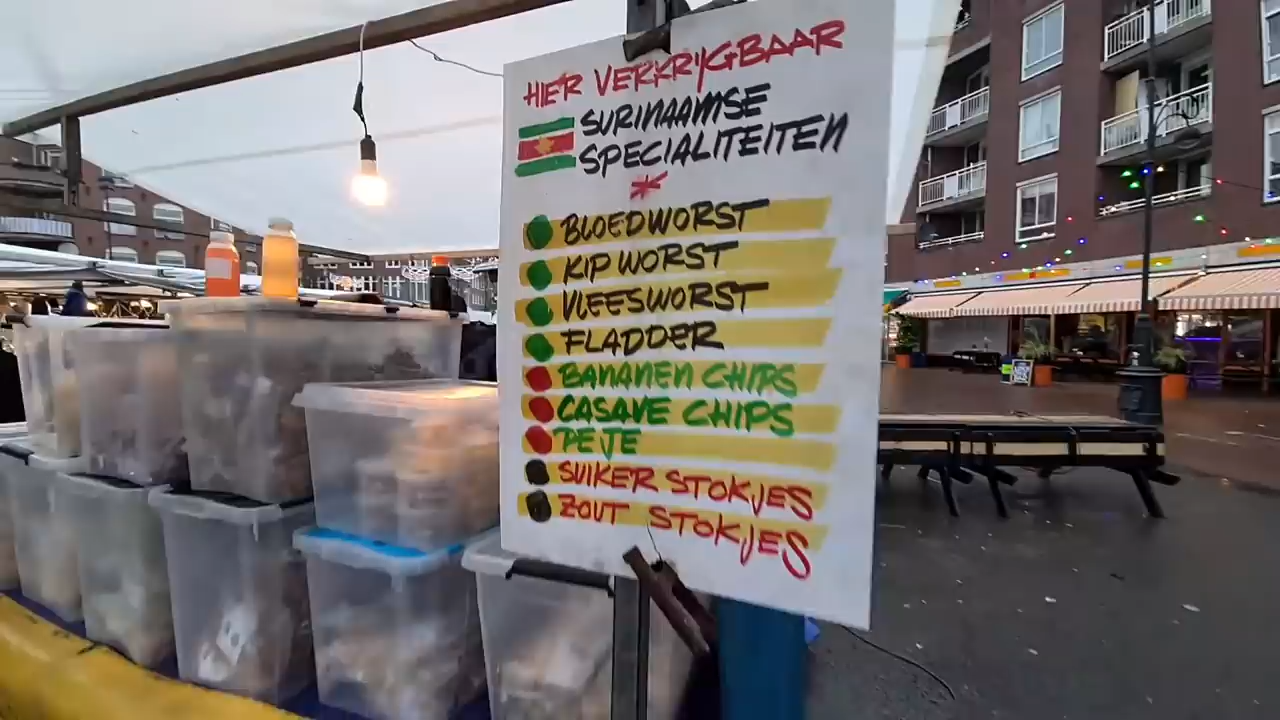 HIER VERKRIJGBAAR
SURINAAMSE
SPECIALITEITEN
*
BLOEDWORST
KIP WORST
VLEESWORST
FLADDER
BANANEN CHIPS
CASAVE CHIPS
PEJE
SUIKER STOKJES
ZOUT STOKJES